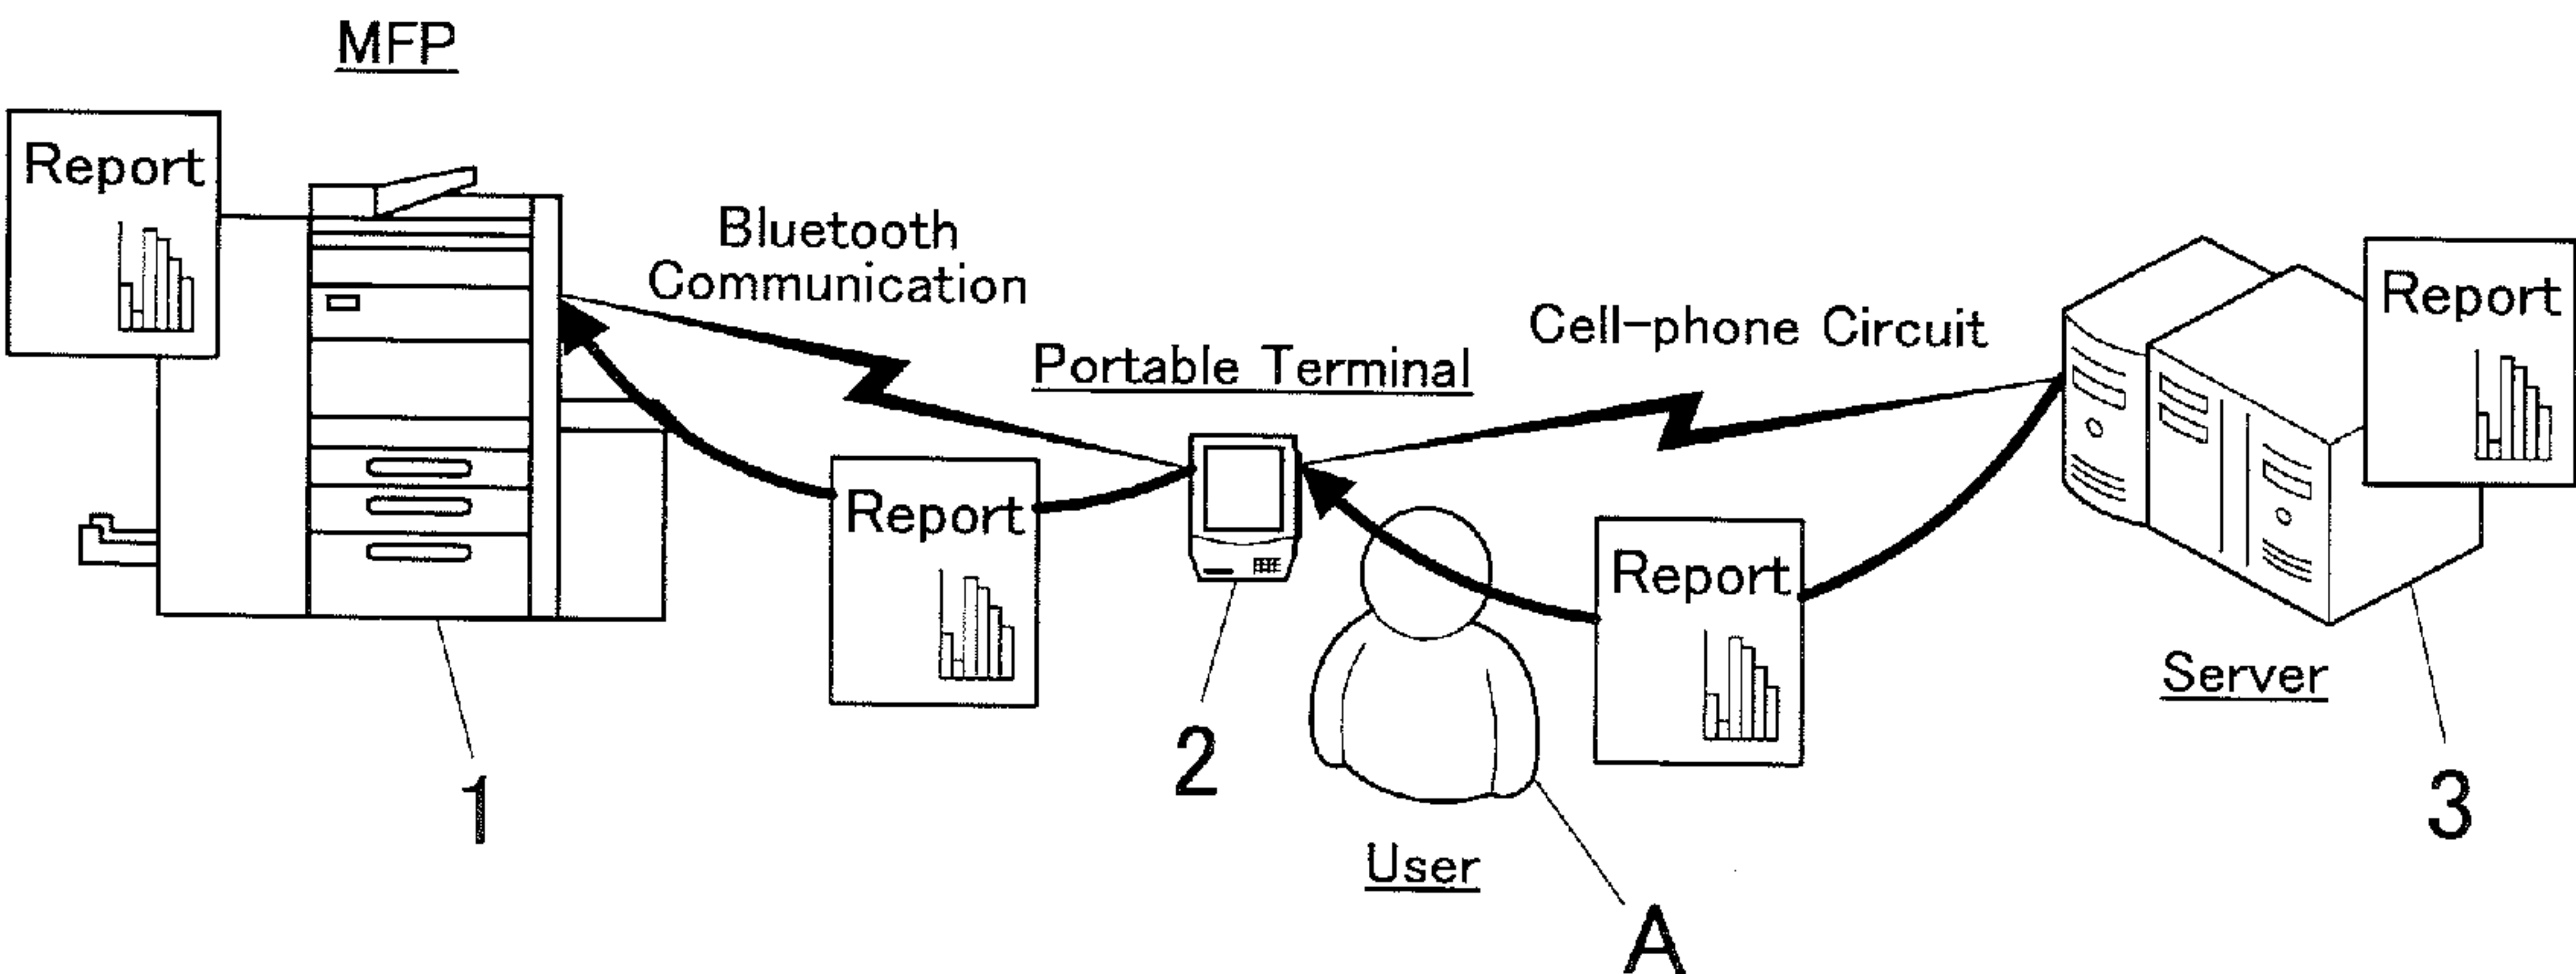 MFP
Report
Bluetooth
Communication
Portable Terminal
Cell-phone Circuit
Report
Report
Report
Server
1
2
3
User
A